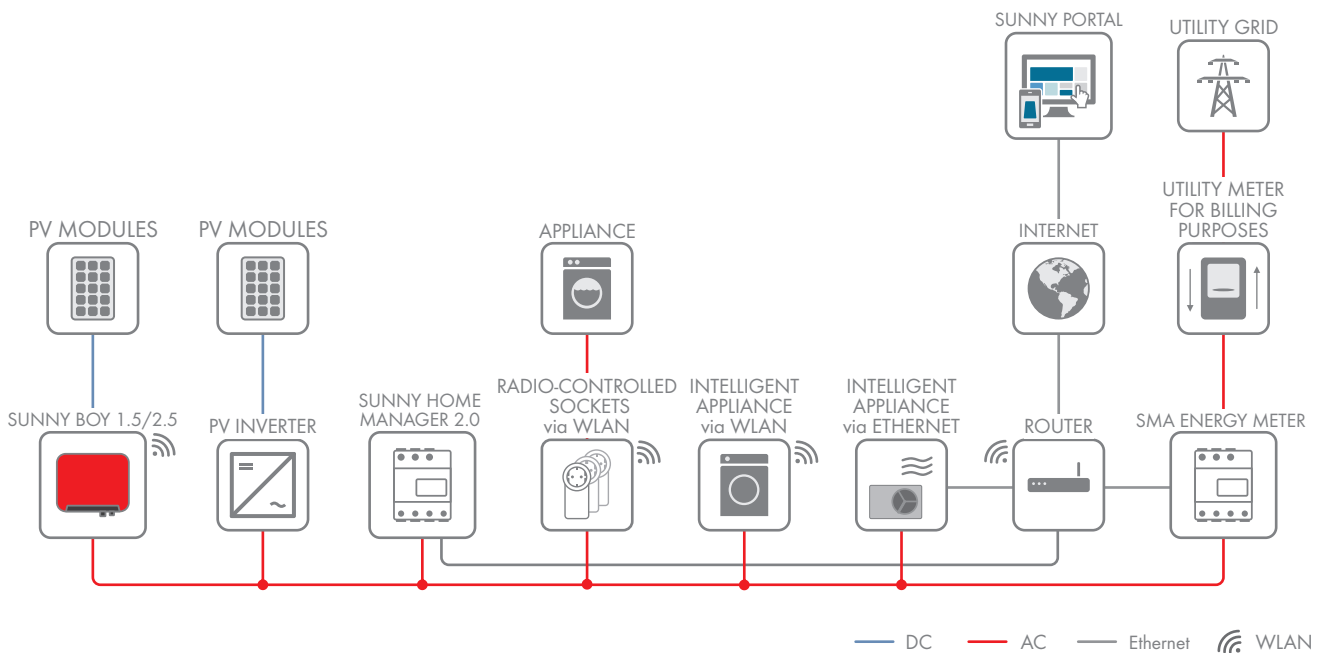 SUNNY PORTAL
UTILITY GRID
UTILITY METER
FOR BILLING
PURPOSES
PV MODULES
PV MODULES
APPLIANCE
INTERNET
SUNNY BOY 1.5/2.5
PV INVERTER
SUNNY HOME
MANAGER 2.0
RADIO-CONTROLLED
SOCKETS
via WLAN
INTELLIGENT
APPLIANCE
via WLAN
INTELLIGENT
APPLIANCE
via ETHERNET
ROUTER
SMA ENERGY METER
DC
AC
Ethernet
WLAN